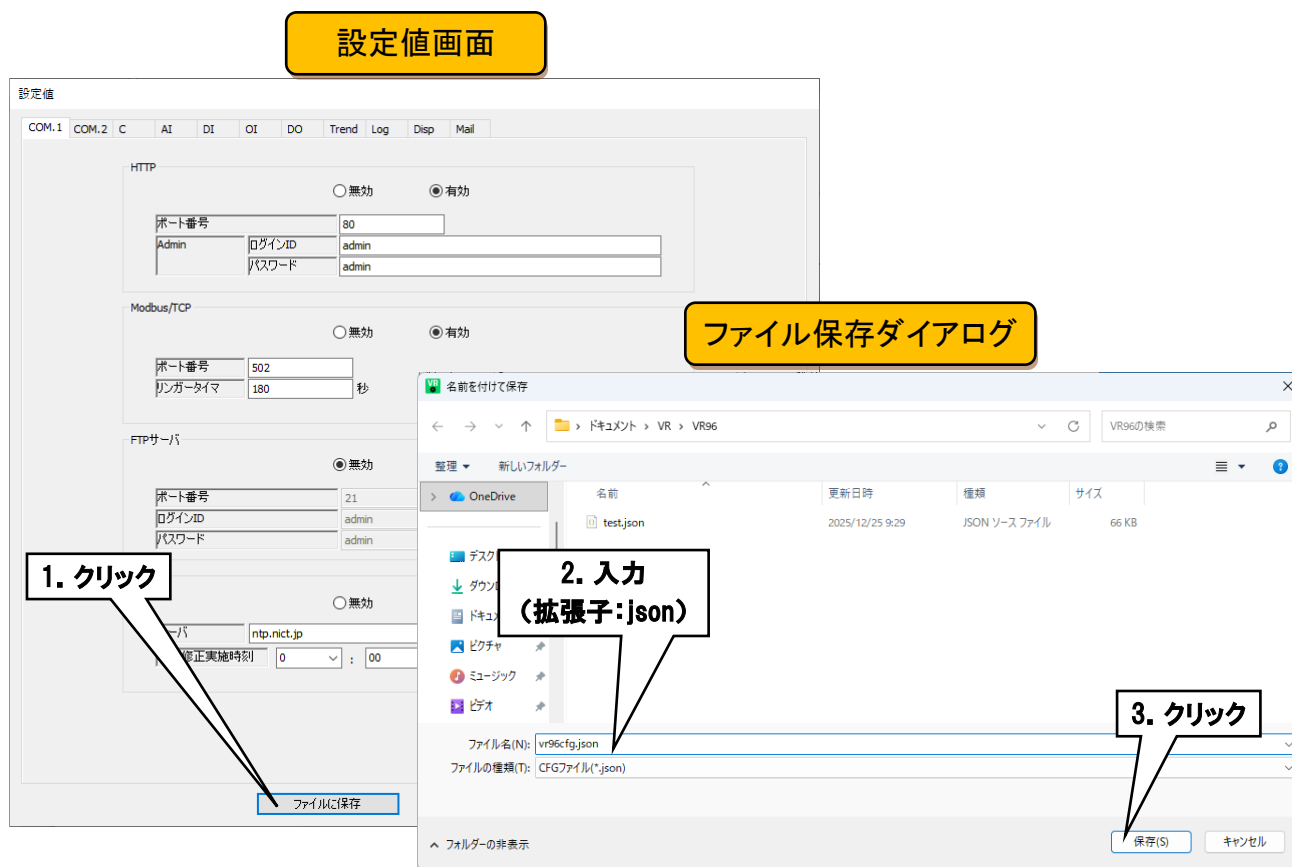 設定値画面
設定値
COM.1 COM.2 C AI DI OI DO Trend Log Disp Mail
HTTP
無効 有効
ポート番号 80
Admin ログインID admin
パスワード admin
Modbus/TCP
無効 有効
ポート番号 502
リンガータイマ 180 秒
FTPサーバ
無効
ポート番号 21
ログインID admin
パスワード admin
1. クリック
無効
ntp.nict.jp
修正実施時刻 0 : 00
ファイルに保存
ファイル保存ダイアログ
名前を付けて保存
ドキュメント > VR > VR96
VR96の検索
整理 新しいフォルダー
OneDrive
名前 更新日時 種類 サイズ
test.json 2025/12/25 9:29 JSON ソース ファイル 66 KB
デスク
ダウン
ドキュ
ピクチャ
ミュージック
ビデオ
2. 入力
(拡張子:json)
3. クリック
ファイル名(N): vr96cfg.json
ファイルの種類(T): CFGファイル(*.json)
フォルダーの非表示
保存(S) キャンセル